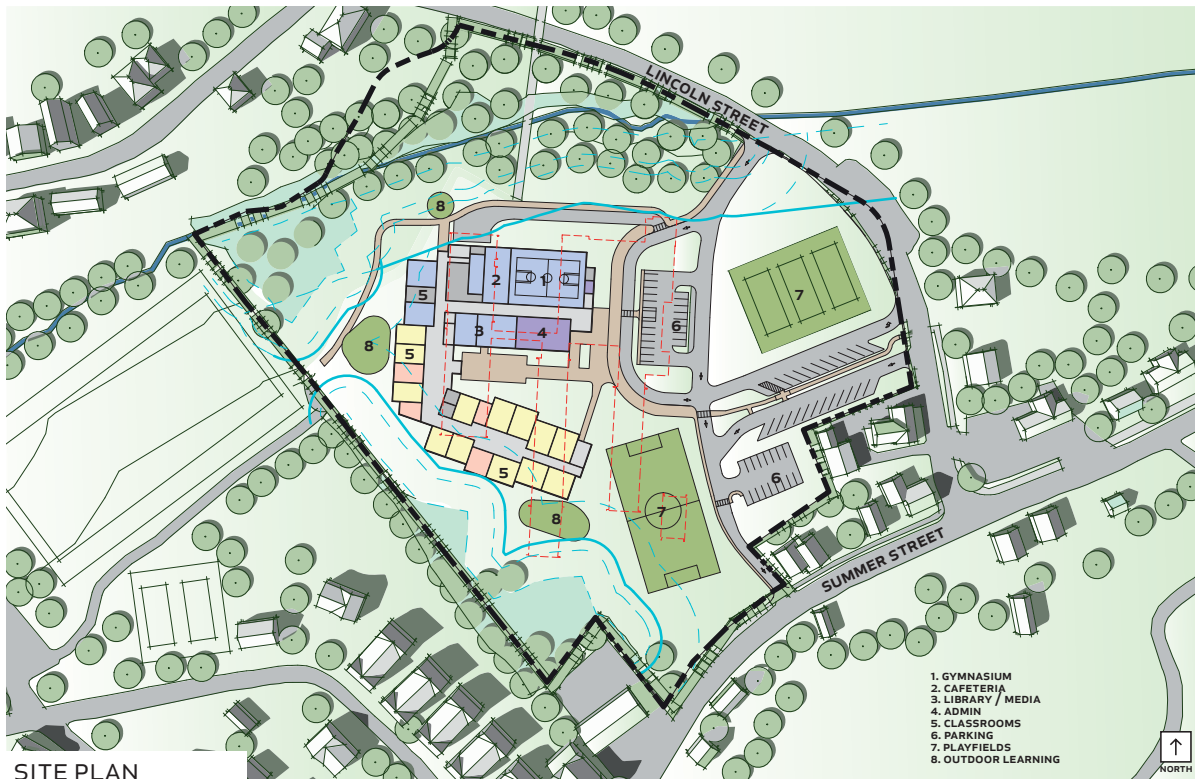 LINCOLN STREET
8
2
1
5
6
7
3
4
8
5
5
6
8
7
SUMMER STREET
1. GYMNASIUM
2. CAFETERIA
3. LIBRARY / MEDIA
4. ADMIN
5. CLASSROOMS
6. PARKING
7. PLAYFIELDS
8. OUTDOOR LEARNING
SITE PLAN
NORTH